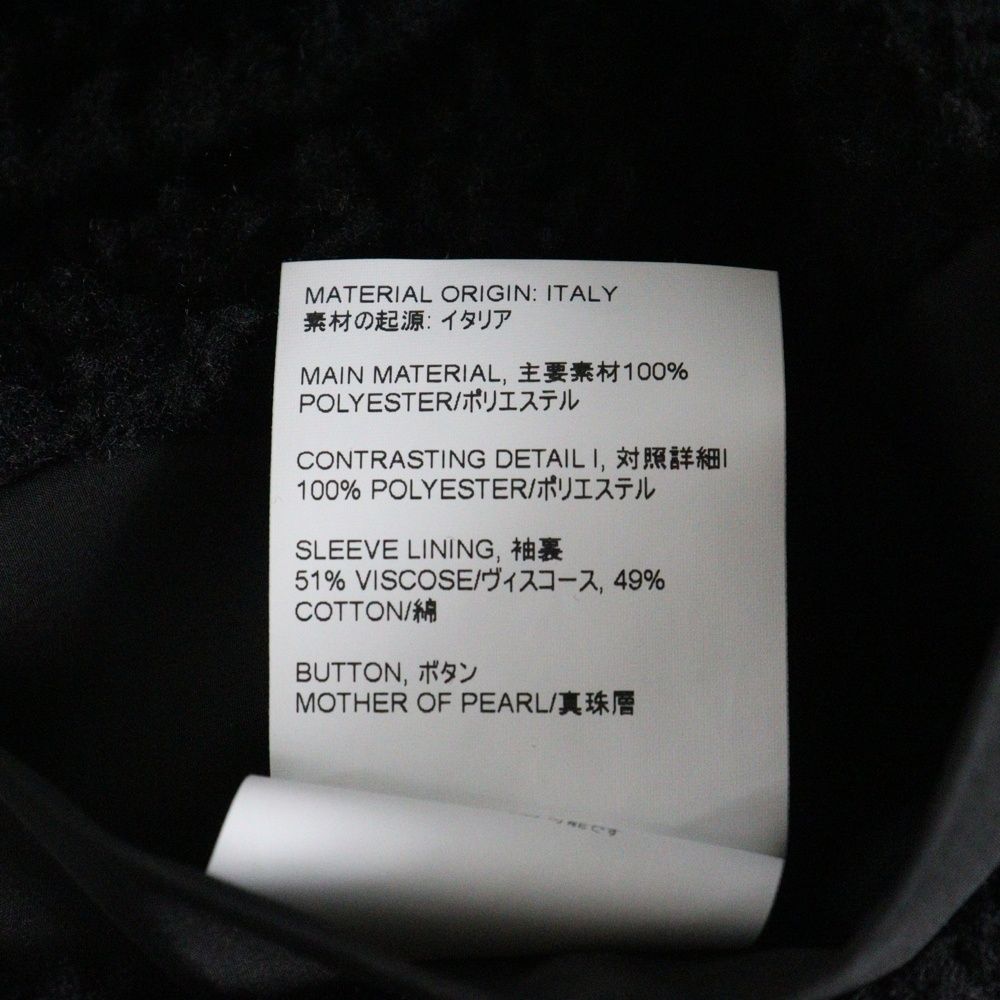 MATERIAL ORIGIN: ITALY
素材の起源: イタリア
MAIN MATERIAL, 主要素材100%
POLYESTER/ポリエステル
CONTRASTING DETAIL I, 対照詳細I
100% POLYESTER/ポリエステル
SLEEVE LINING, 袖裏
51% VISCOSE/ヴィスコース, 49%
COTTON/綿
BUTTON, ボタン
MOTHER OF PEARL/真珠層